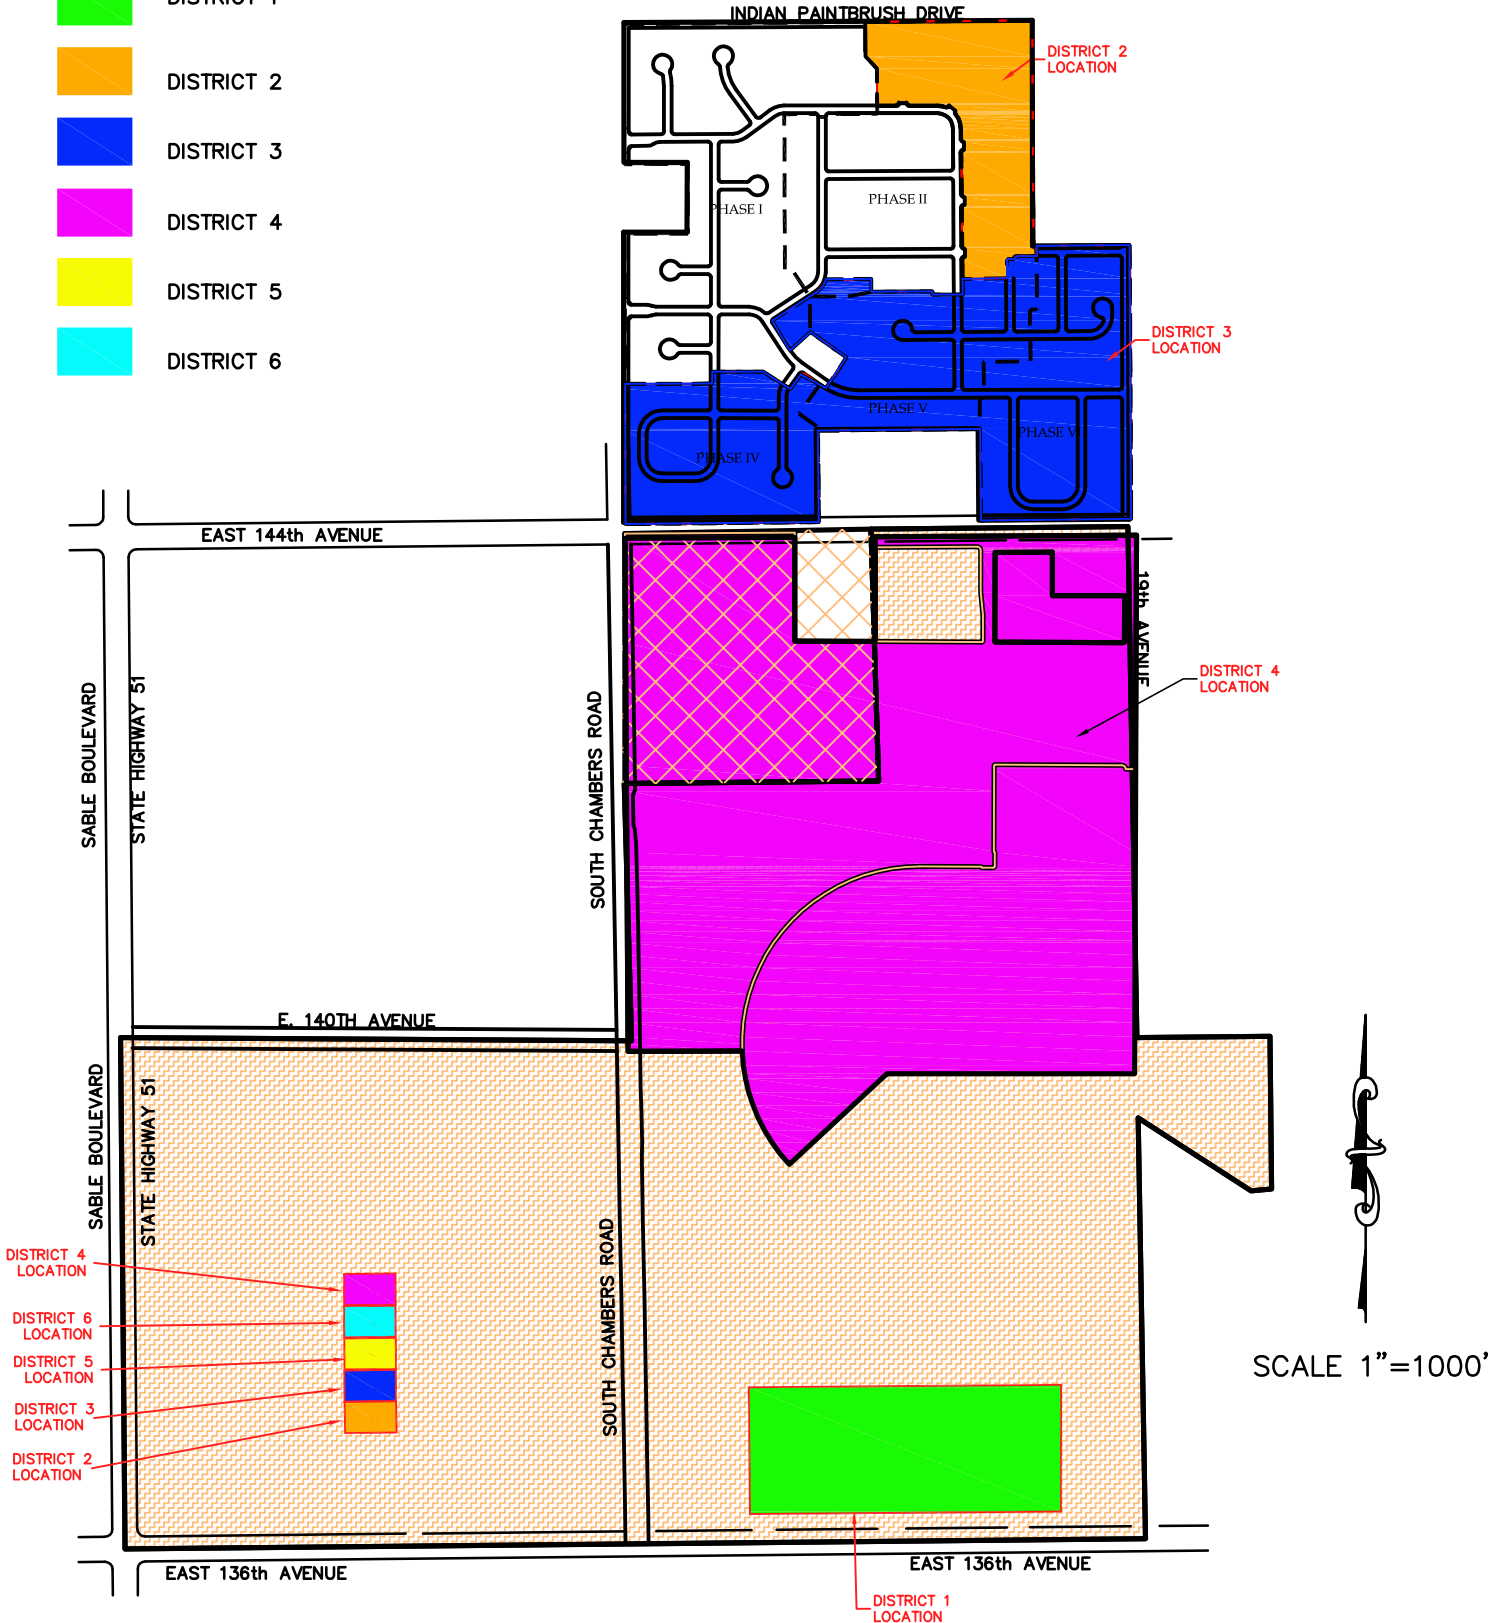 DISTRICT 1
INDIAN PAINTBRUSH DRIVE
DISTRICT 2
LOCATION
DISTRICT 2
DISTRICT 3
DISTRICT 4
DISTRICT 5
DISTRICT 6
PHASE I
PHASE II
DISTRICT 3
LOCATION
PHASE V
PHASE VI
PHASE IV
EAST 144th AVENUE
19th AVENUE
DISTRICT 4
LOCATION
SABLE BOULEVARD
STATE HIGHWAY 51
SOUTH CHAMBERS ROAD
E. 140TH AVENUE
SABLE BOULEVARD
STATE HIGHWAY 51
SOUTH CHAMBERS ROAD
DISTRICT 4
LOCATION
DISTRICT 6
LOCATION
DISTRICT 5
LOCATION
DISTRICT 3
LOCATION
DISTRICT 2
LOCATION
SCALE 1"=1000'
EAST 136th AVENUE
EAST 136th AVENUE
DISTRICT 1
LOCATION